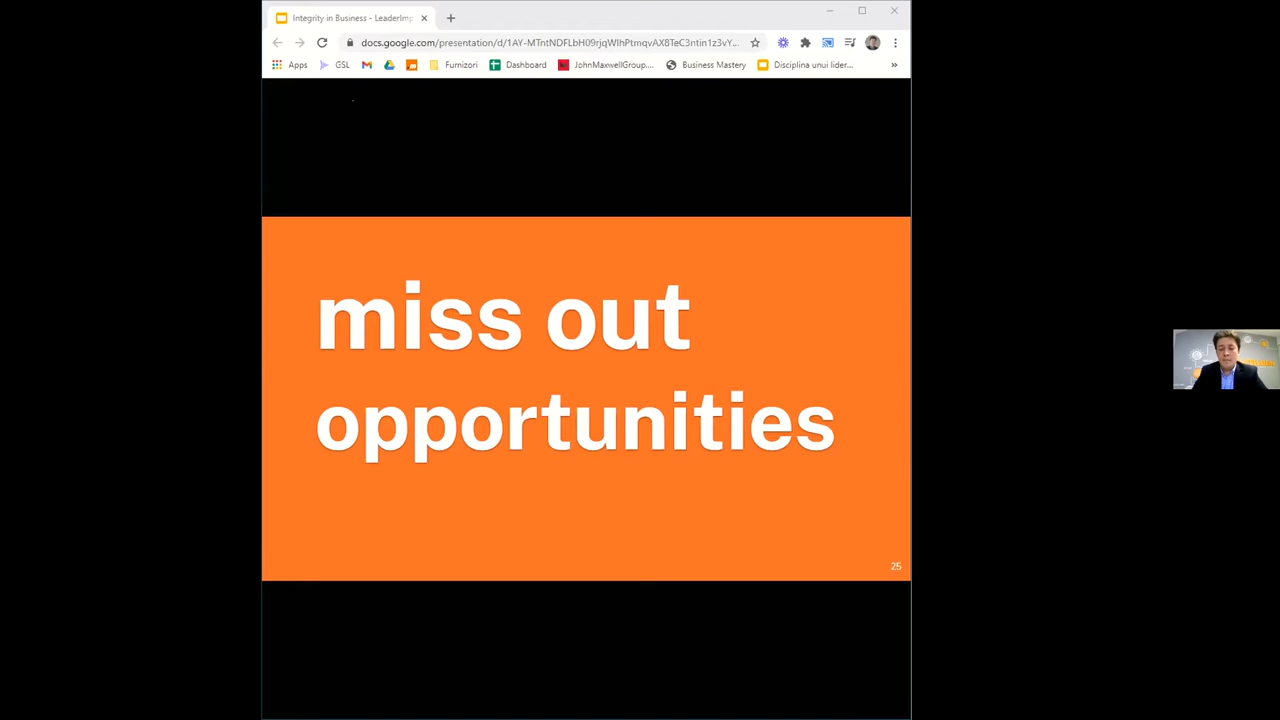 Integrity in Business - LeaderImp
docs.google.com/presentation/d/1AY-MTntNDFLbH09rjqWIhPtmqvAX8TeC3ntin1z3vY...
Apps GSL Furnizori Dashboard JohnMaxwellGroup.... Business Mastery Disciplina unui lider... »
miss out
opportunities
25